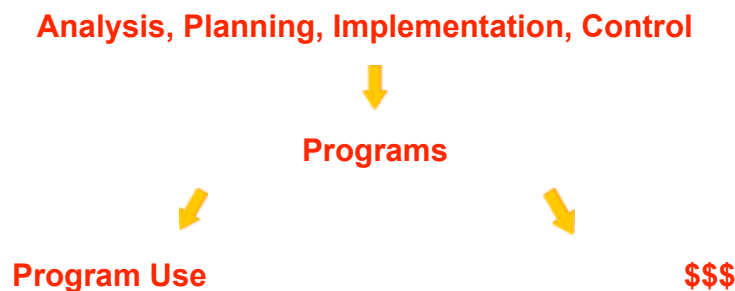 Analysis, Planning, Implementation, Control
Programs
Program Use $$$